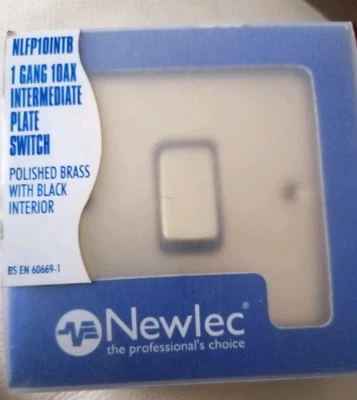 NLFP10INTB
1 GANG 10AX
INTERMEDIATE
PLATE
SWITCH
POLISHED BRASS
WITH BLACK
INTERIOR
BS EN 60669-1
Newlec®
the professional's choice